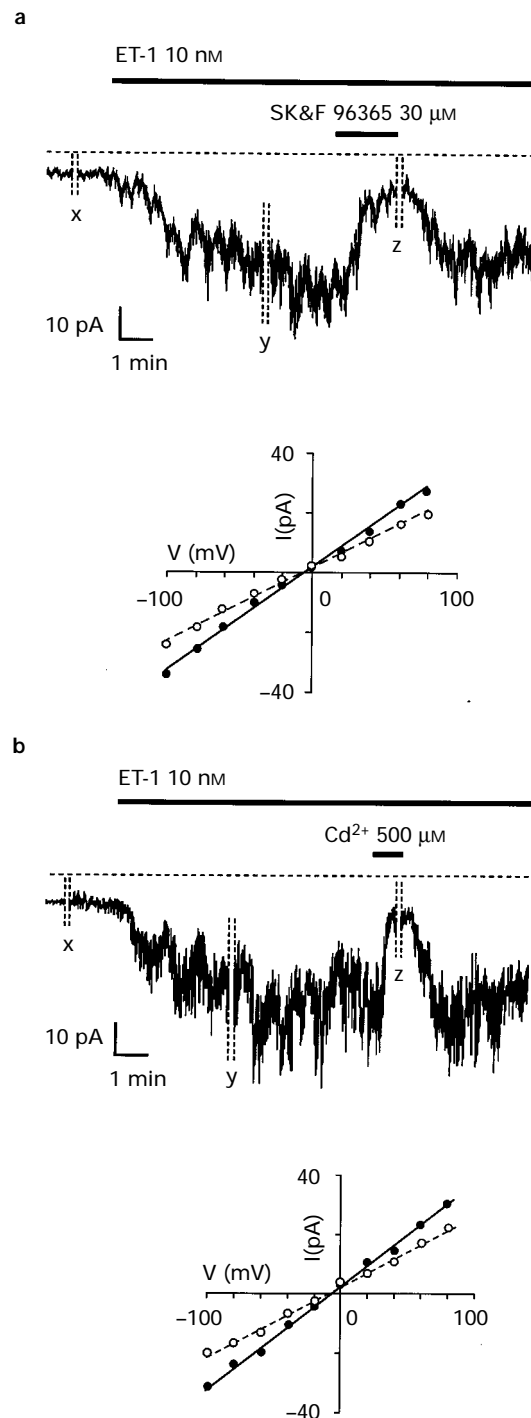 a
ET-1 10 nM
SK&F 96365 30 μM
x
z
y
10 pA
1 min
40
I(pA)
V (mV)
−100
0
100
−40
b
ET-1 10 nM
Cd²⁺ 500 μM
x
z
y
10 pA
1 min
40
I(pA)
V (mV)
−100
0
100
−40